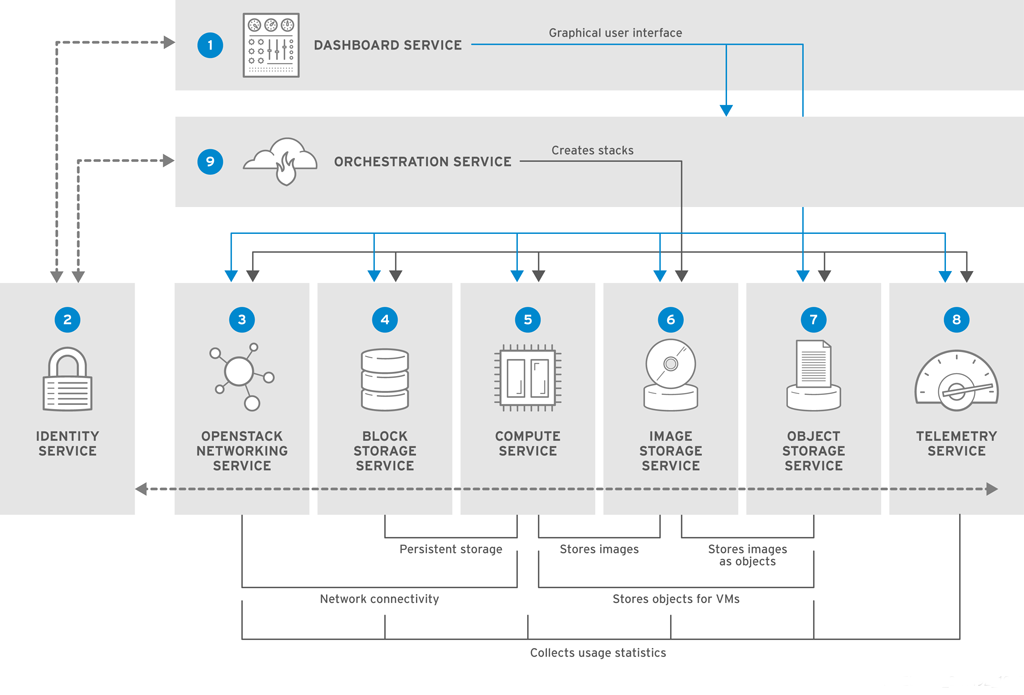 1
DASHBOARD SERVICE
Graphical user interface
9
ORCHESTRATION SERVICE
Creates stacks
2
IDENTITY
SERVICE
3
OPENSTACK
NETWORKING
SERVICE
4
BLOCK
STORAGE
SERVICE
5
COMPUTE
SERVICE
6
IMAGE
STORAGE
SERVICE
7
OBJECT
STORAGE
SERVICE
8
TELEMETRY
SERVICE
Persistent storage
Stores images
Stores images
as objects
Network connectivity
Stores objects for VMs
Collects usage statistics